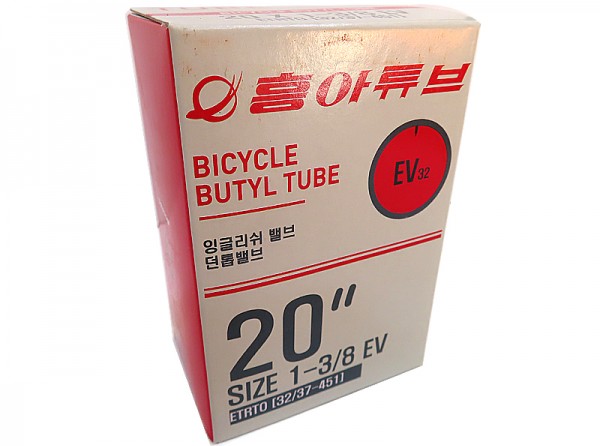 흥아튜브
BICYCLE
BUTYL TUBE
EV32
잉글리쉬 밸브
던롭밸브
20"
SIZE 1-3/8 EV
ETRTO [32/37-451]